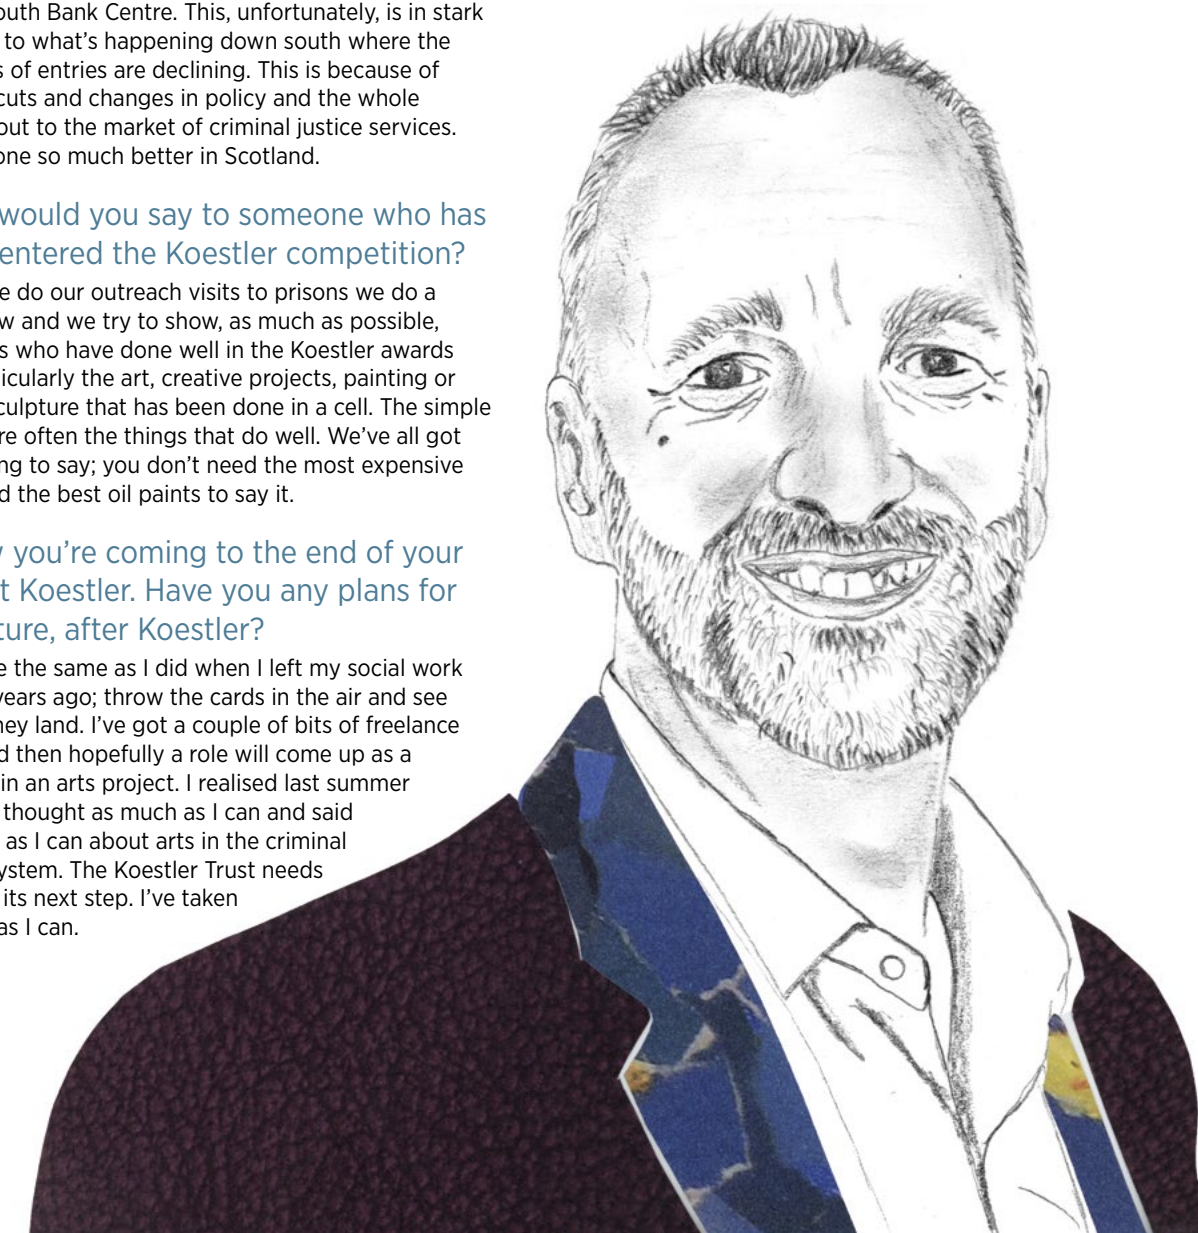 outh Bank Centre. This, unfortunately, is in stark
to what’s happening down south where the
s of entries are declining. This is because of
cuts and changes in policy and the whole
out to the market of criminal justice services.
one so much better in Scotland.
would you say to someone who has
entered the Koestler competition?
e do our outreach visits to prisons we do a
w and we try to show, as much as possible,
s who have done well in the Koestler awards
icularly the art, creative projects, painting or
culpture that has been done in a cell. The simple
re often the things that do well. We’ve all got
ng to say; you don’t need the most expensive
d the best oil paints to say it.
you’re coming to the end of your
t Koestler. Have you any plans for
ture, after Koestler?
e the same as I did when I left my social work
years ago; throw the cards in the air and see
hey land. I’ve got a couple of bits of freelance
d then hopefully a role will come up as a
in an arts project. I realised last summer
thought as much as I can and said
as I can about arts in the criminal
ystem. The Koestler Trust needs
its next step. I’ve taken
as I can.